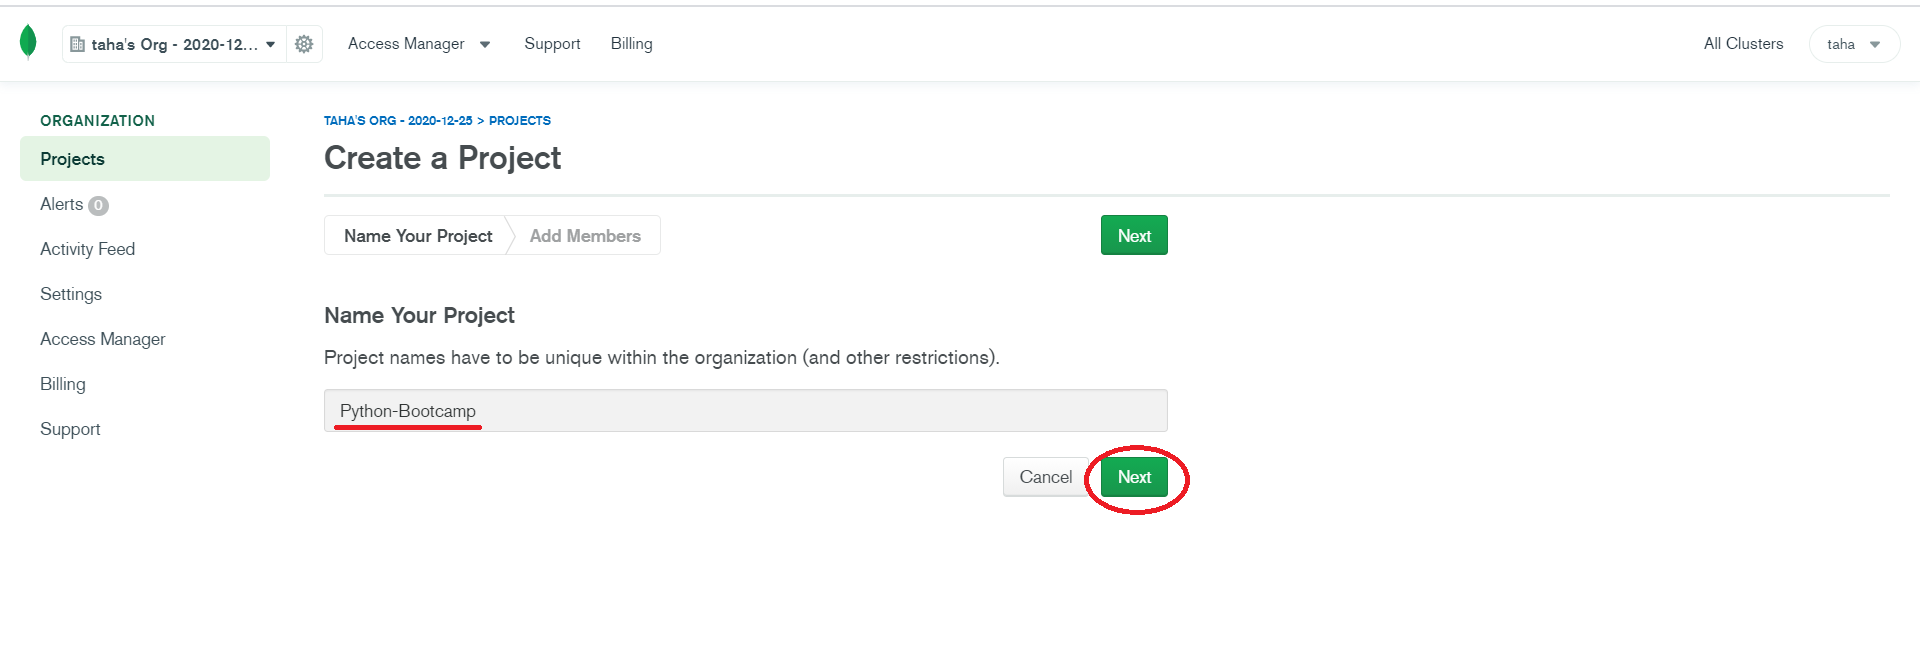 taha's Org - 2020-12... Access Manager Support Billing All Clusters taha
ORGANIZATION
Projects
Alerts 0
Activity Feed
Settings
Access Manager
Billing
Support
TAHA'S ORG - 2020-12-25 > PROJECTS
Create a Project
Name Your Project Add Members Next
Name Your Project
Project names have to be unique within the organization (and other restrictions).
Python-Bootcamp
Cancel Next